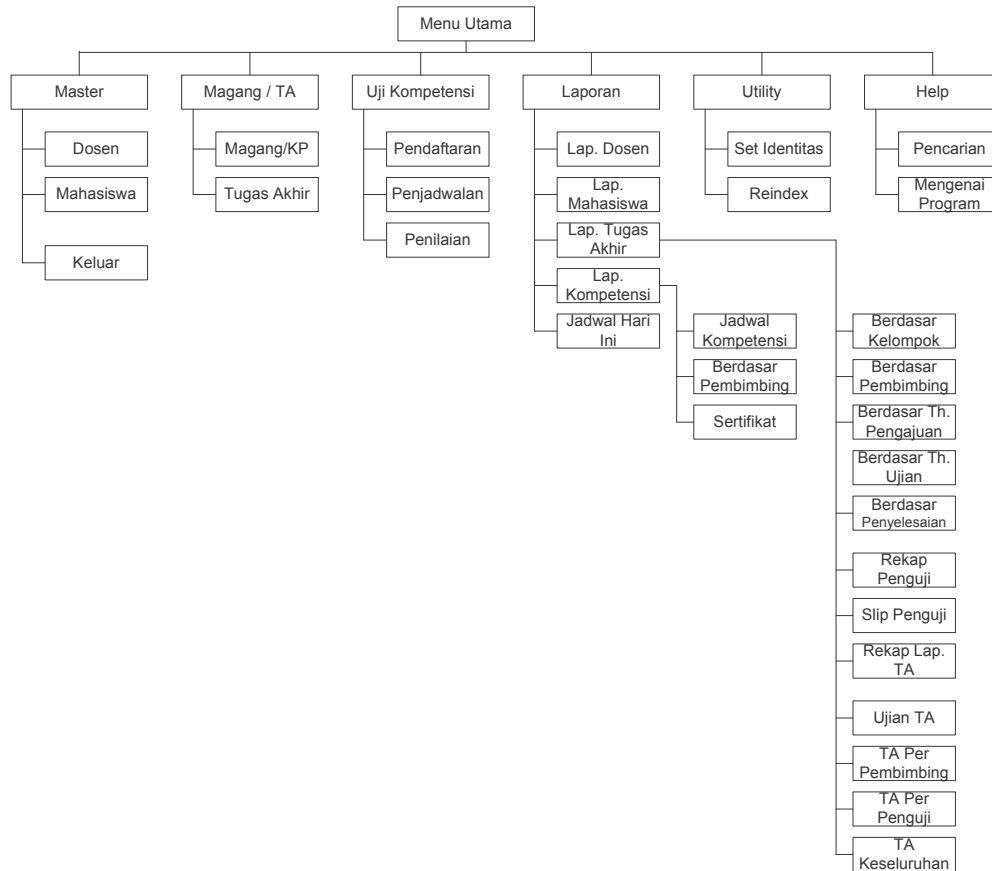 Menu Utama
Master
Magang / TA
Uji Kompetensi
Laporan
Utility
Help
Dosen
Mahasiswa
Keluar
Magang/KP
Tugas Akhir
Pendaftaran
Penjadwalan
Penilaian
Lap. Dosen
Lap.
Mahasiswa
Lap. Tugas
Akhir
Lap.
Kompetensi
Jadwal Hari
Ini
Set Identitas
Reindex
Pencarian
Mengenai
Program
Jadwal
Kompetensi
Berdasar
Pembimbing
Sertifikat
Berdasar
Kelompok
Berdasar
Pembimbing
Berdasar Th.
Pengajuan
Berdasar Th.
Ujian
Berdasar
Penyelesaian
Rekap
Penguji
Slip Penguji
Rekap Lap.
TA
Ujian TA
TA Per
Pembimbing
TA Per
Penguji
TA
Keseluruhan